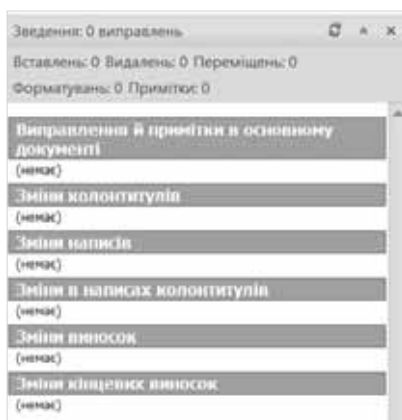 Зведення: 0 виправлень
Вставлень: 0 Видалень: 0 Переміщень: 0
Форматувань: 0 Примітки: 0
Виправлення й примітки в основному
документі
(немає)
Зміни колонтитулів
(немає)
Зміни написів
(немає)
Зміни в написах колонтитулів
(немає)
Зміни виносок
(немає)
Зміни кінцевих виносок
(немає)